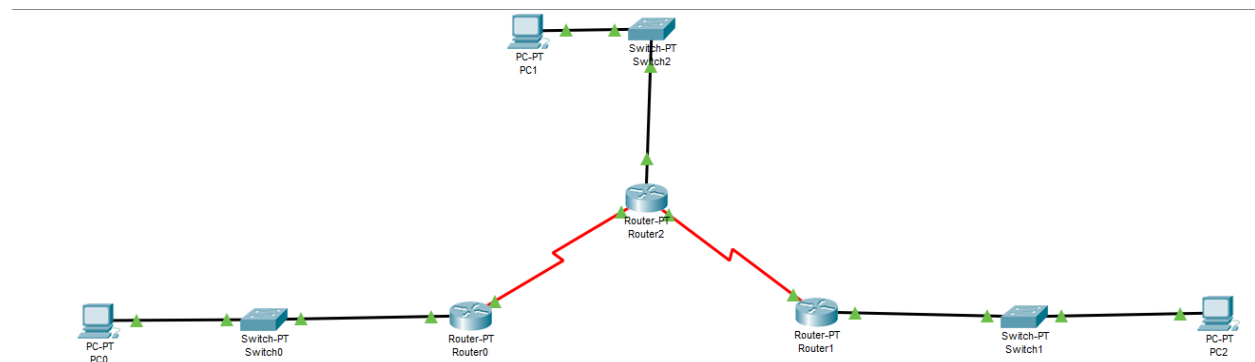 PC-PT
PC1
Switch-PT
Switch2
Router-PT
Router2
PC-PT
PC0
Switch-PT
Switch0
Router-PT
Router0
Router-PT
Router1
Switch-PT
Switch1
PC-PT
PC2